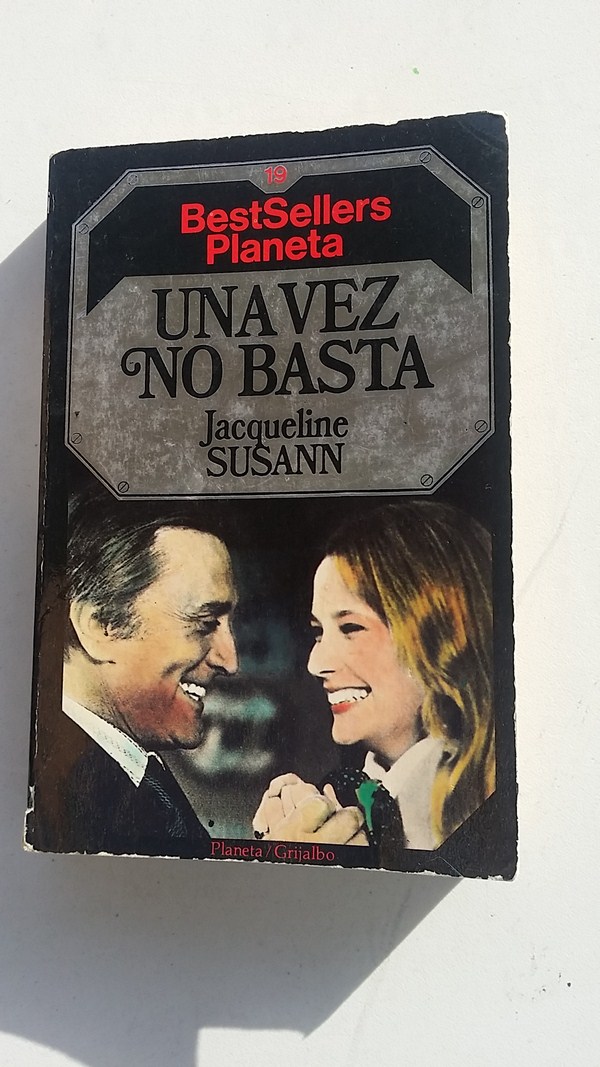 19
BestSellers
Planeta
UNA VEZ
NO BASTA
Jacqueline
SUSANN
Planeta/Grijalbo